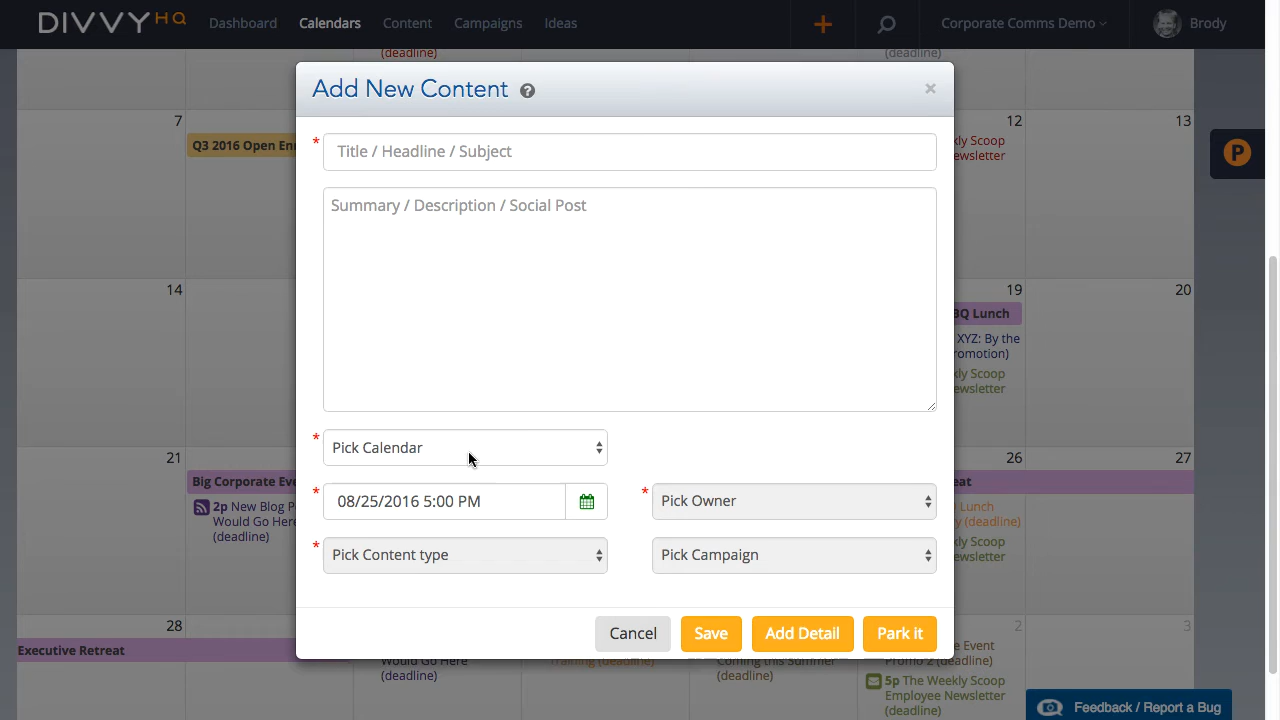 DIVVYHQ Dashboard Calendars Content Campaigns Ideas + Corporate Comms Demo Brody
(deadline)
(deadline)
Add New Content ?
×
7
12
13
Q3 2016 Open En
kly Scoop
ewsletter
P
* Title / Headline / Subject
Summary / Description / Social Post
14
19
20
BQ Lunch
XYZ: By the
romotion)
kly Scoop
ewsletter
* Pick Calendar
21
26
27
Big Corporate Eve
eat
2p New Blog P
Would Go Here
(deadline)
Lunch
y (deadline)
kly Scoop
ewsletter
* 08/25/2016 5:00 PM
* Pick Owner
* Pick Content type
Pick Campaign
Cancel Save Add Detail Park it
28
2
3
Executive Retreat
Would Go Here
(deadline)
Training (deadline)
Coming this Summer
(deadline)
e Event
Promo 2 (deadline)
5p The Weekly Scoop
Employee Newsletter
(deadline)
Feedback / Report a Bug